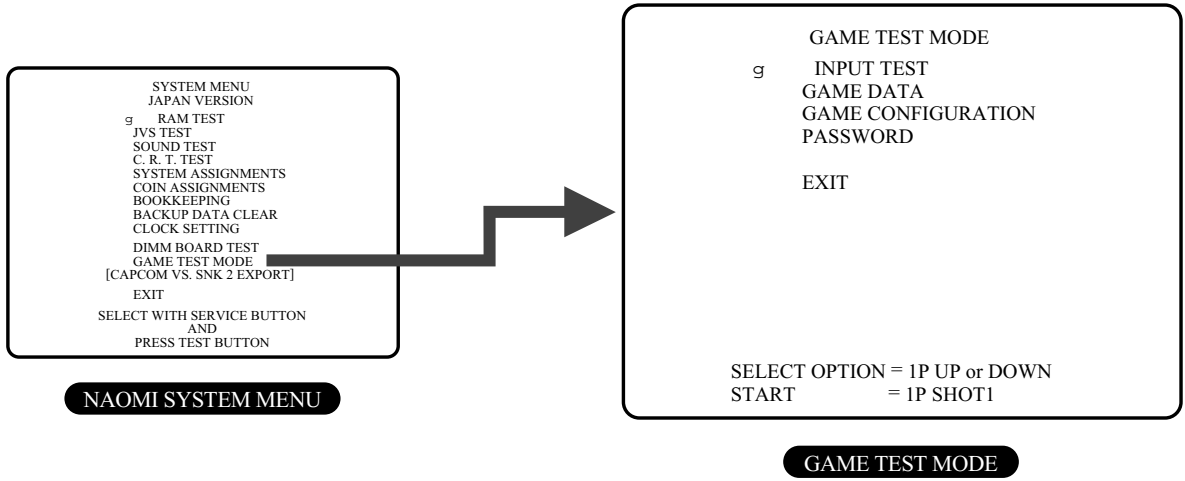 SYSTEM MENU
JAPAN VERSION
g RAM TEST
JVS TEST
SOUND TEST
C. R. T. TEST
SYSTEM ASSIGNMENTS
COIN ASSIGNMENTS
BOOKKEEPING
BACKUP DATA CLEAR
CLOCK SETTING
DIMM BOARD TEST
GAME TEST MODE
[CAPCOM VS. SNK 2 EXPORT]
EXIT
SELECT WITH SERVICE BUTTON
AND
PRESS TEST BUTTON
NAOMI SYSTEM MENU
GAME TEST MODE
g INPUT TEST
GAME DATA
GAME CONFIGURATION
PASSWORD
EXIT
SELECT OPTION = 1P UP or DOWN
START = 1P SHOT1
GAME TEST MODE